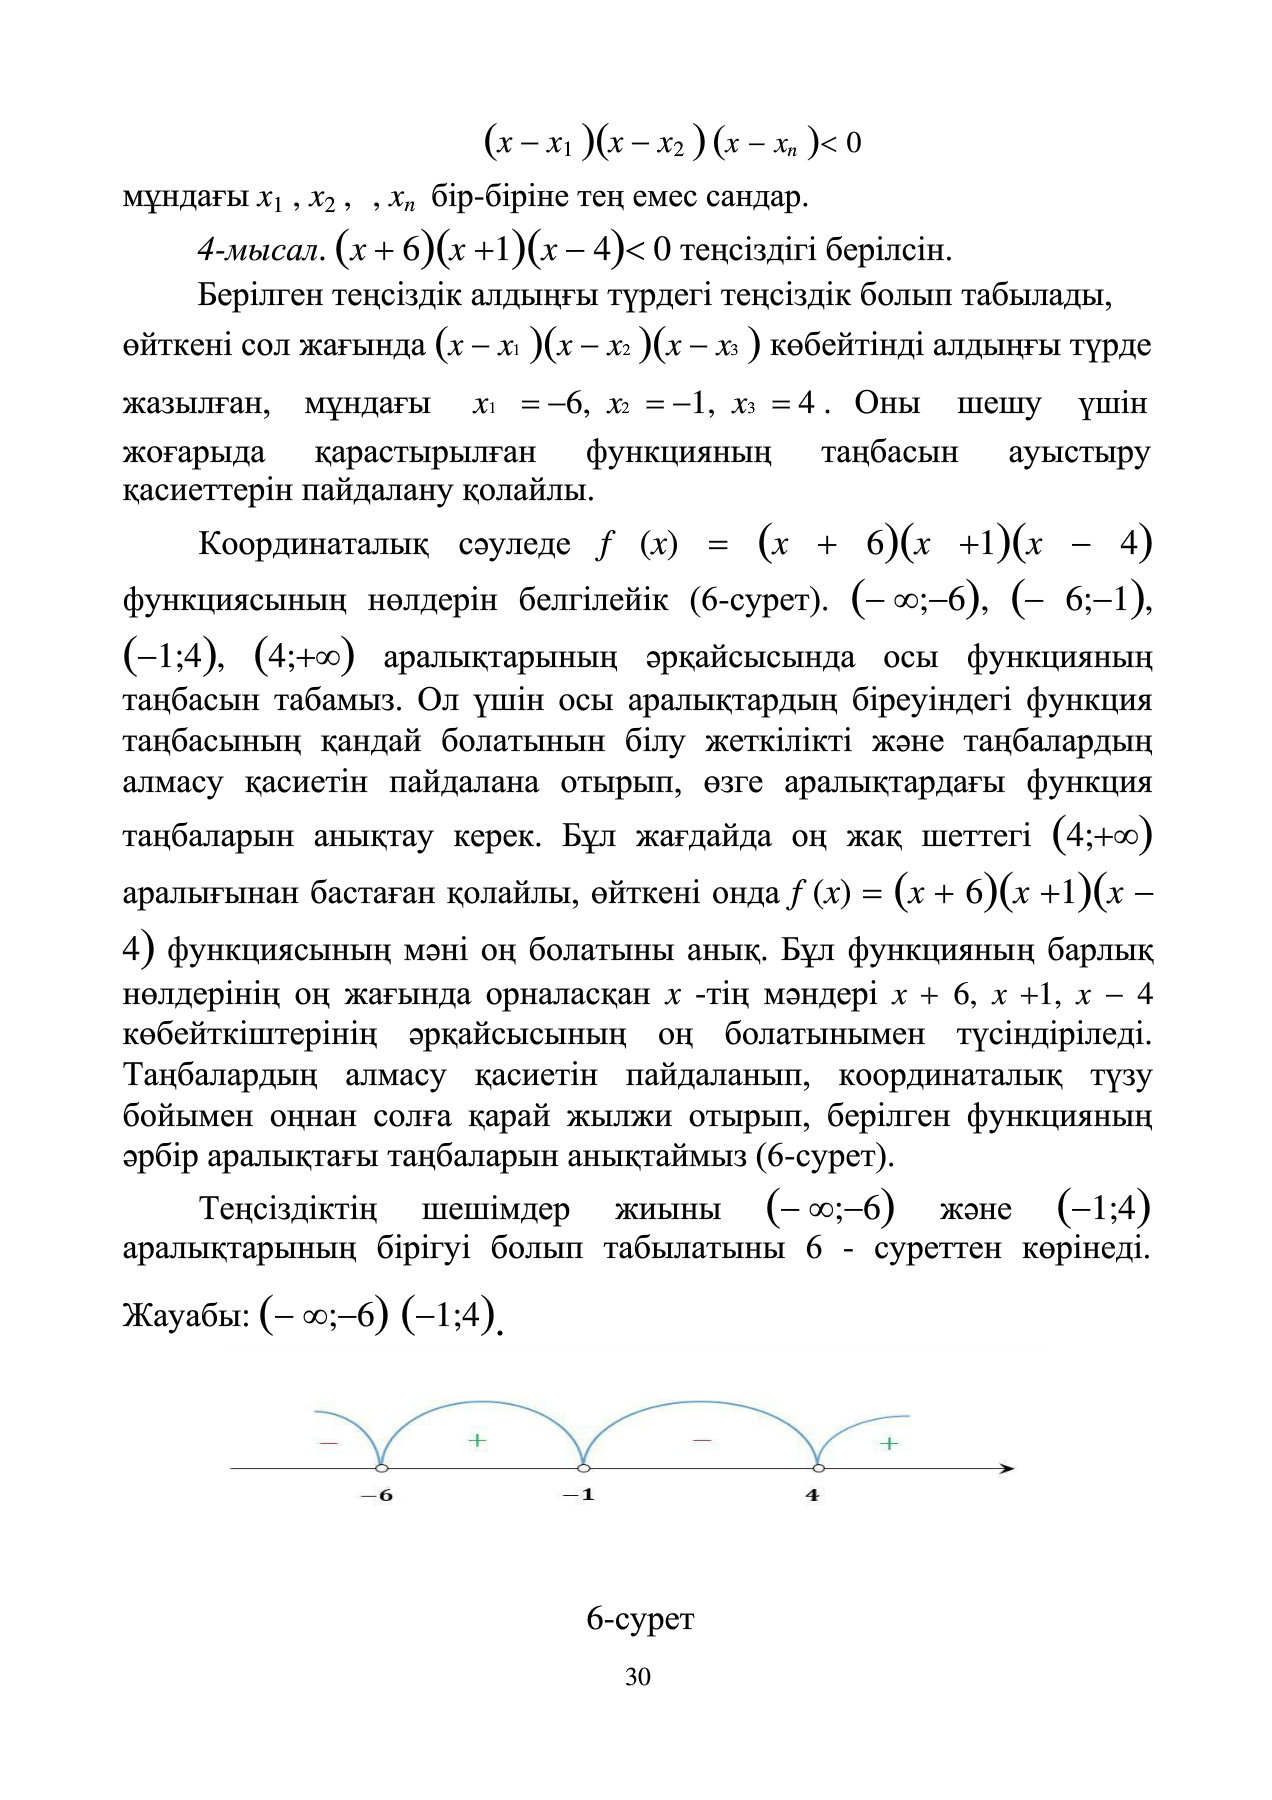 (x − x₁ )(x − x₂ ) (x − xₙ )< 0
мұндағы x₁ , x₂ , , xₙ бір-біріне тең емес сандар.
4-мысал. (x + 6)(x +1)(x − 4)< 0 теңсіздігі берілсін.
Берілген теңсіздік алдыңғы түрдегі теңсіздік болып табылады,
өйткені сол жағында (x − x₁ )(x − x₂ )(x − x₃ ) көбейтінді алдыңғы түрде
жазылған, мұндағы x₁ = −6, x₂ = −1, x₃ = 4 . Оны шешу үшін
жоғарыда қарастырылған функцияның таңбасын ауыстыру
қасиеттерін пайдалану қолайлы.
Координаталық сәуледе f (x) = (x + 6)(x +1)(x − 4)
функциясының нөлдерін белгілейік (6-сурет). (− ∞;−6), (− 6;−1),
(−1;4), (4;+∞) аралықтарының әрқайсысында осы функцияның
таңбасын табамыз. Ол үшін осы аралықтардың біреуіндегі функция
таңбасының қандай болатынын білу жеткілікті және таңбалардың
алмасу қасиетін пайдалана отырып, өзге аралықтардағы функция
таңбаларын анықтау керек. Бұл жағдайда оң жақ шеттегі (4;+∞)
аралығынан бастаған қолайлы, өйткені онда f (x) = (x + 6)(x +1)(x −
4) функциясының мәні оң болатыны анық. Бұл функцияның барлық
нөлдерінің оң жағында орналасқан x -тің мәндері x + 6, x +1, x − 4
көбейткіштерінің әрқайсысының оң болатынымен түсіндіріледі.
Таңбалардың алмасу қасиетін пайдаланып, координаталық түзу
бойымен оңнан солға қарай жылжи отырып, берілген функцияның
әрбір аралықтағы таңбаларын анықтаймыз (6-сурет).
Теңсіздіктің шешімдер жиыны (− ∞;−6) және (−1;4)
аралықтарының бірігуі болып табылатыны 6 - суреттен көрінеді.
Жауабы: (− ∞;−6) (−1;4).
− + − +
−6 −1 4
6-сурет
30